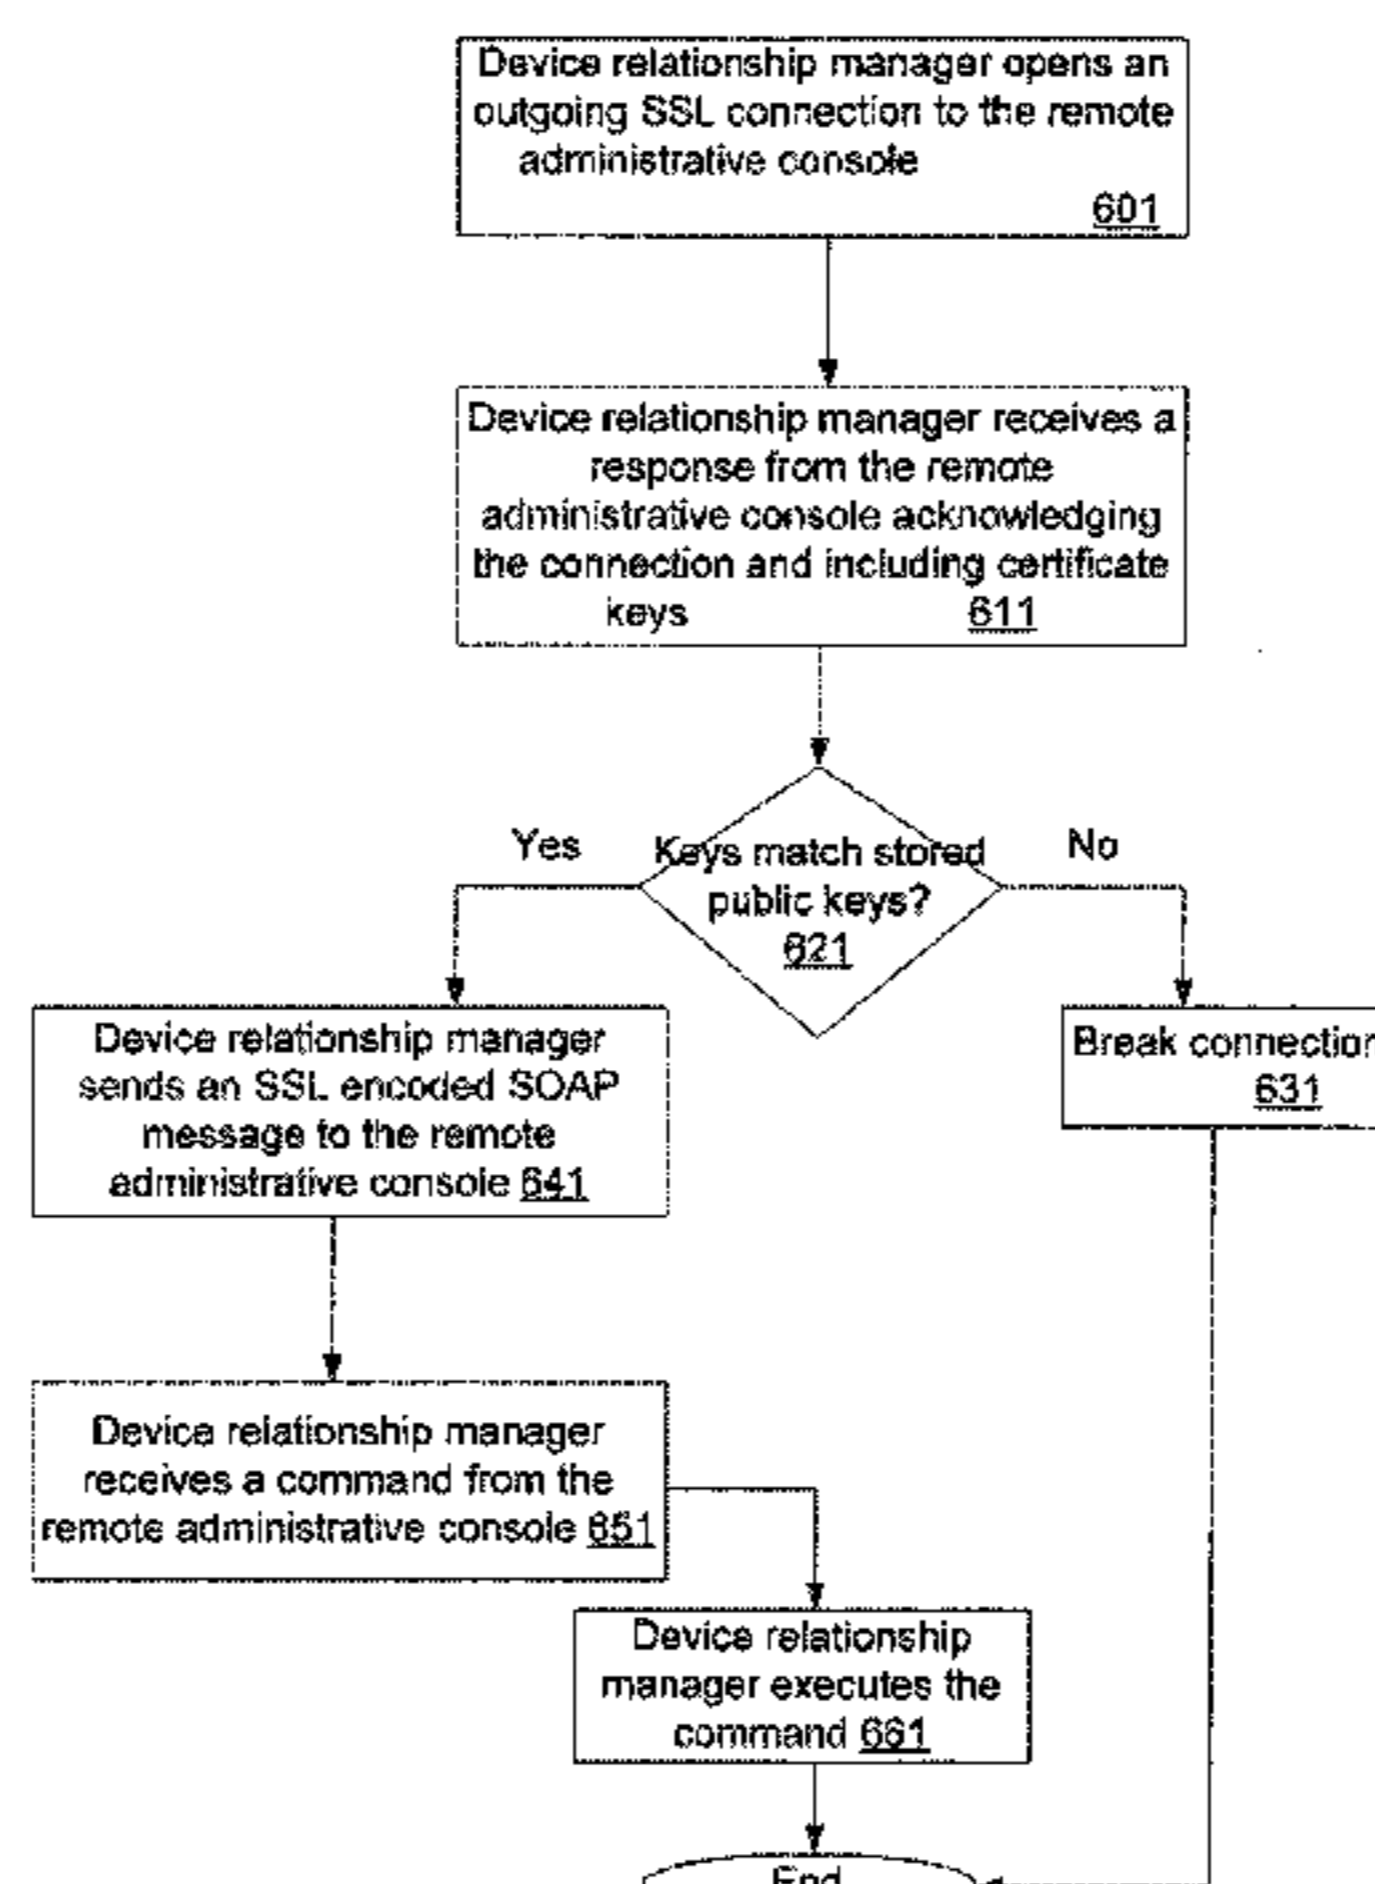 Device relationship manager opens an
outgoing SSL connection to the remote
administrative console
601
Device relationship manager receives a
response from the remote
administrative console acknowledging
the connection and including certificate
keys 611
Yes
Keys match stored
public keys?
621
No
Device relationship manager
sends an SSL encoded SOAP
message to the remote
administrative console 641
Break connection
631
Device relationship manager
receives a command from the
remote administrative console 651
Device relationship
manager executes the
command 661
End